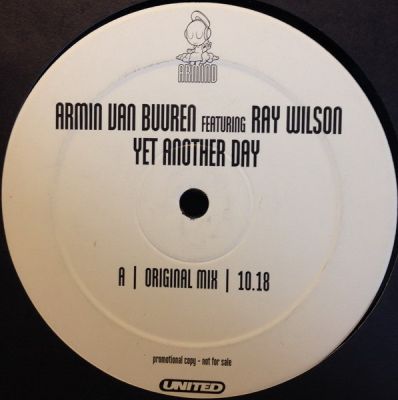 ARMIND
ARMIN VAN BUUREN FEATURING RAY WILSON
YET ANOTHER DAY
A | ORIGINAL MIX | 10.18
promotional copy - not for sale
UNITED